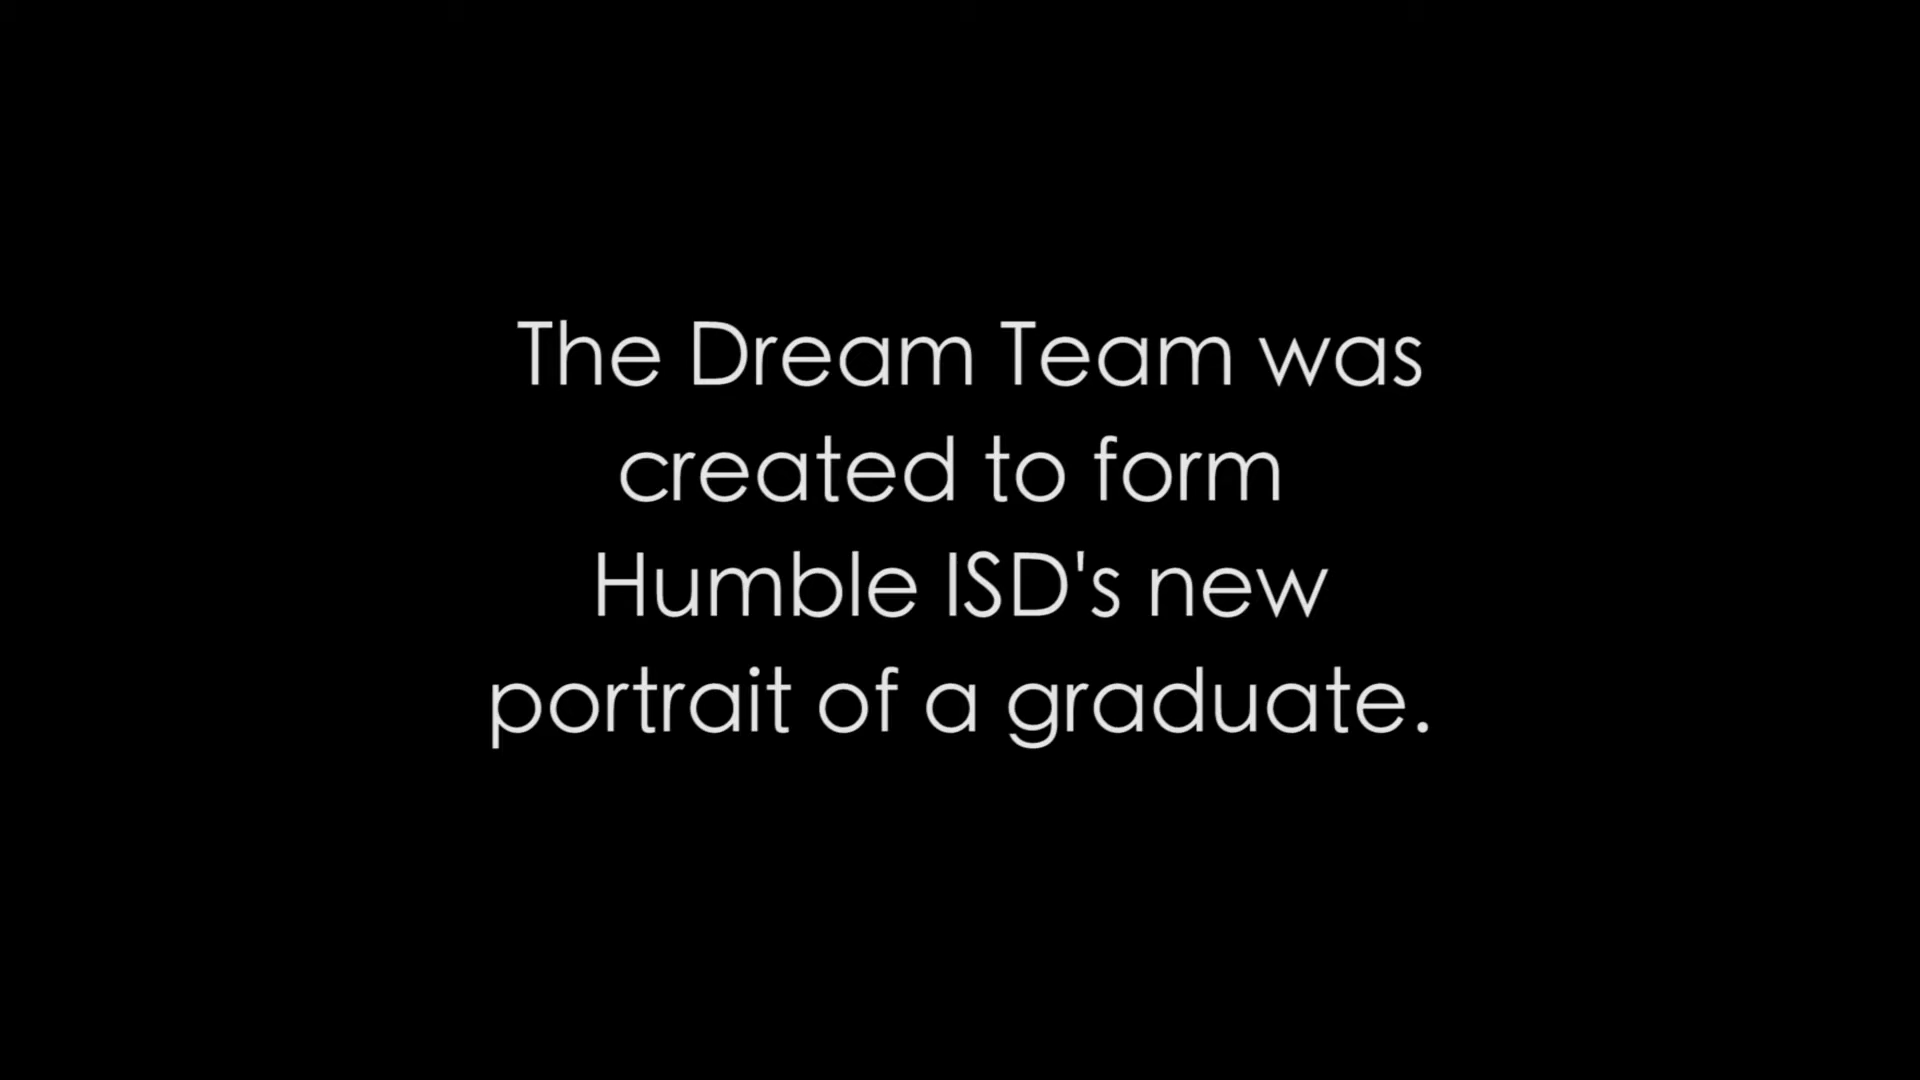 The Dream Team was
created to form
Humble ISD's new
portrait of a graduate.